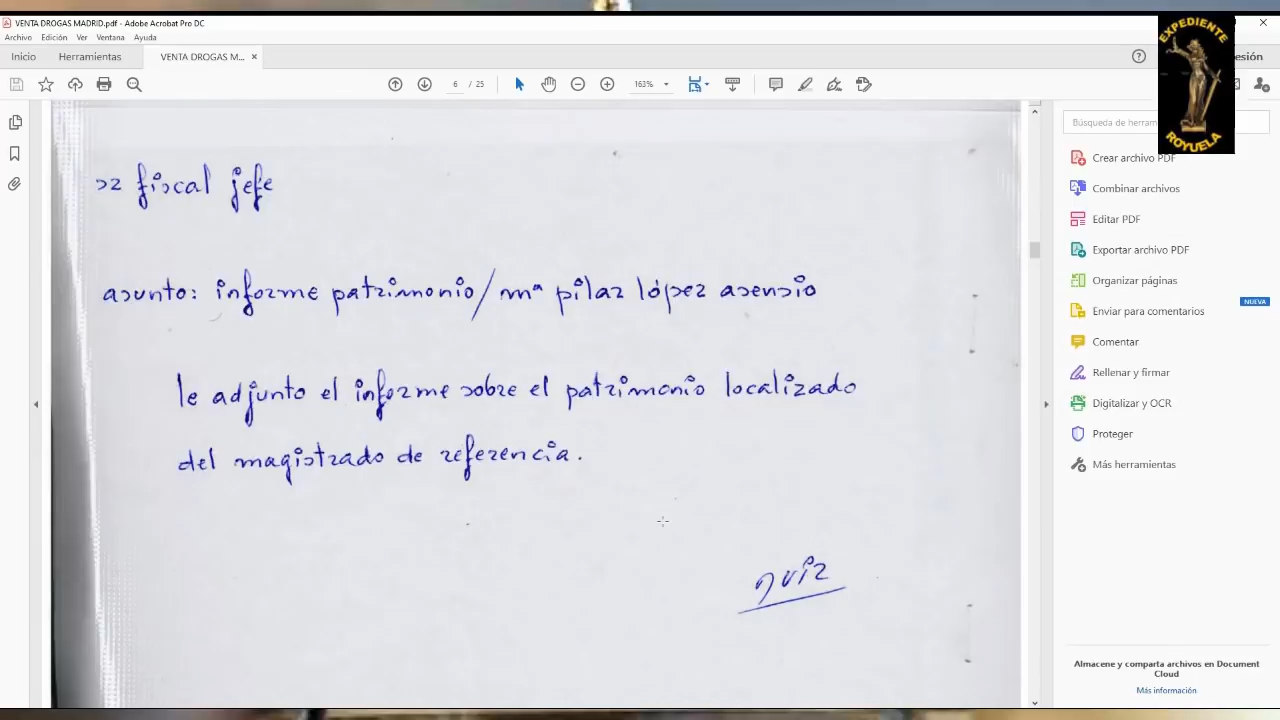 VENTA DROGAS MADRID.pdf - Adobe Acrobat Pro DC
Archivo Edición Ver Ventana Ayuda
Inicio Herramientas VENTA DROGAS M...
6 / 25 163%
EXPEDIENTE
ROYUELA
sr fiscal jefe
asunto: informe patrimonio/ mª pilar lópez asensio
le adjunto el informe sobre el patrimonio localizado
del magistrado de referencia.
Búsqueda de herram
Crear archivo PDF
Combinar archivos
Editar PDF
Exportar archivo PDF
Organizar páginas
Enviar para comentarios
NUEVA
Comentar
Rellenar y firmar
Digitalizar y OCR
Proteger
Más herramientas
Almacene y comparta archivos en Document
Cloud
Más información